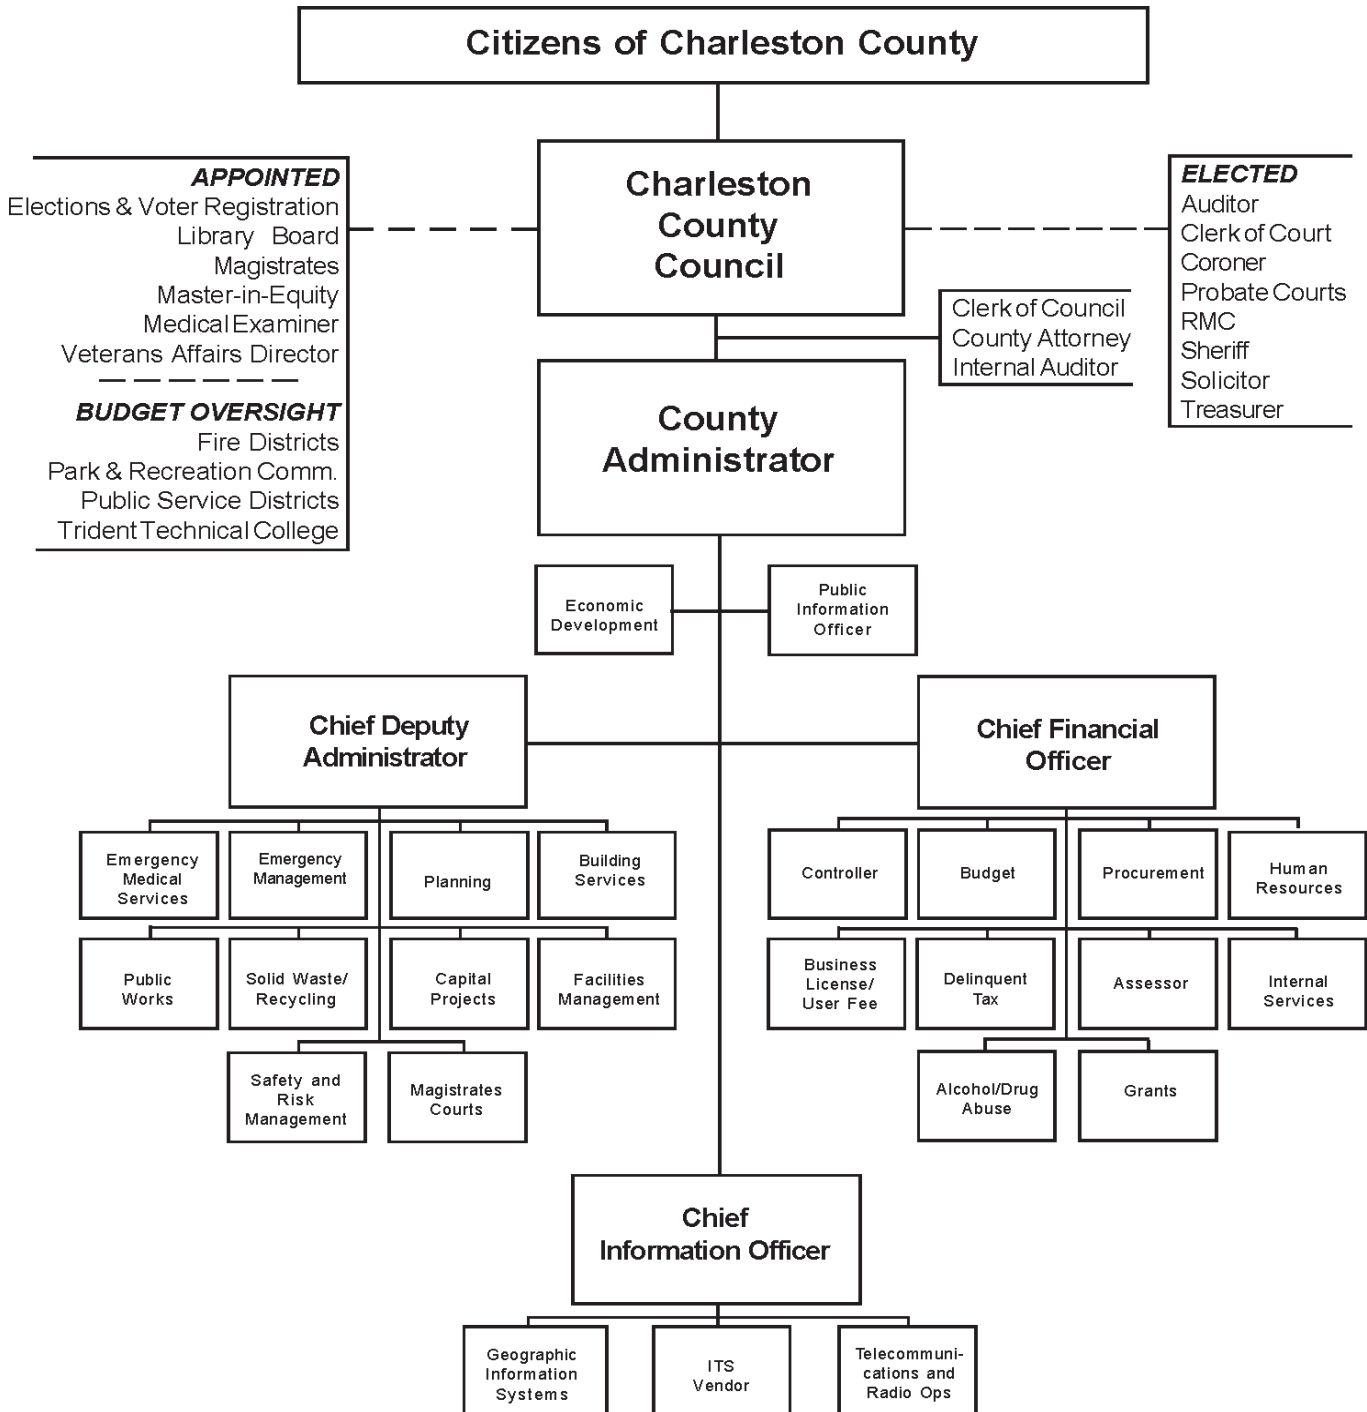 Citizens of Charleston County
Charleston
County
Council
APPOINTED
Elections & Voter Registration
Library Board
Magistrates
Master-in-Equity
Medical Examiner
Veterans Affairs Director
BUDGET OVERSIGHT
Fire Districts
Park & Recreation Comm.
Public Service Districts
Trident Technical College
ELECTED
Auditor
Clerk of Court
Coroner
Probate Courts
RMC
Sheriff
Solicitor
Treasurer
Clerk of Council
County Attorney
Internal Auditor
County
Administrator
Economic
Development
Public
Information
Officer
Chief Deputy
Administrator
Chief Financial
Officer
Emergency
Medical
Services
Emergency
Management
Planning
Building
Services
Public
Works
Solid Waste/
Recycling
Capital
Projects
Facilities
Management
Safety and
Risk
Management
Magistrates
Courts
Controller
Budget
Procurement
Human
Resources
Business
License/
User Fee
Delinquent
Tax
Assessor
Internal
Services
Alcohol/Drug
Abuse
Grants
Chief
Information Officer
Geographic
Information
Systems
ITS
Vendor
Telecommuni-
cations and
Radio Ops